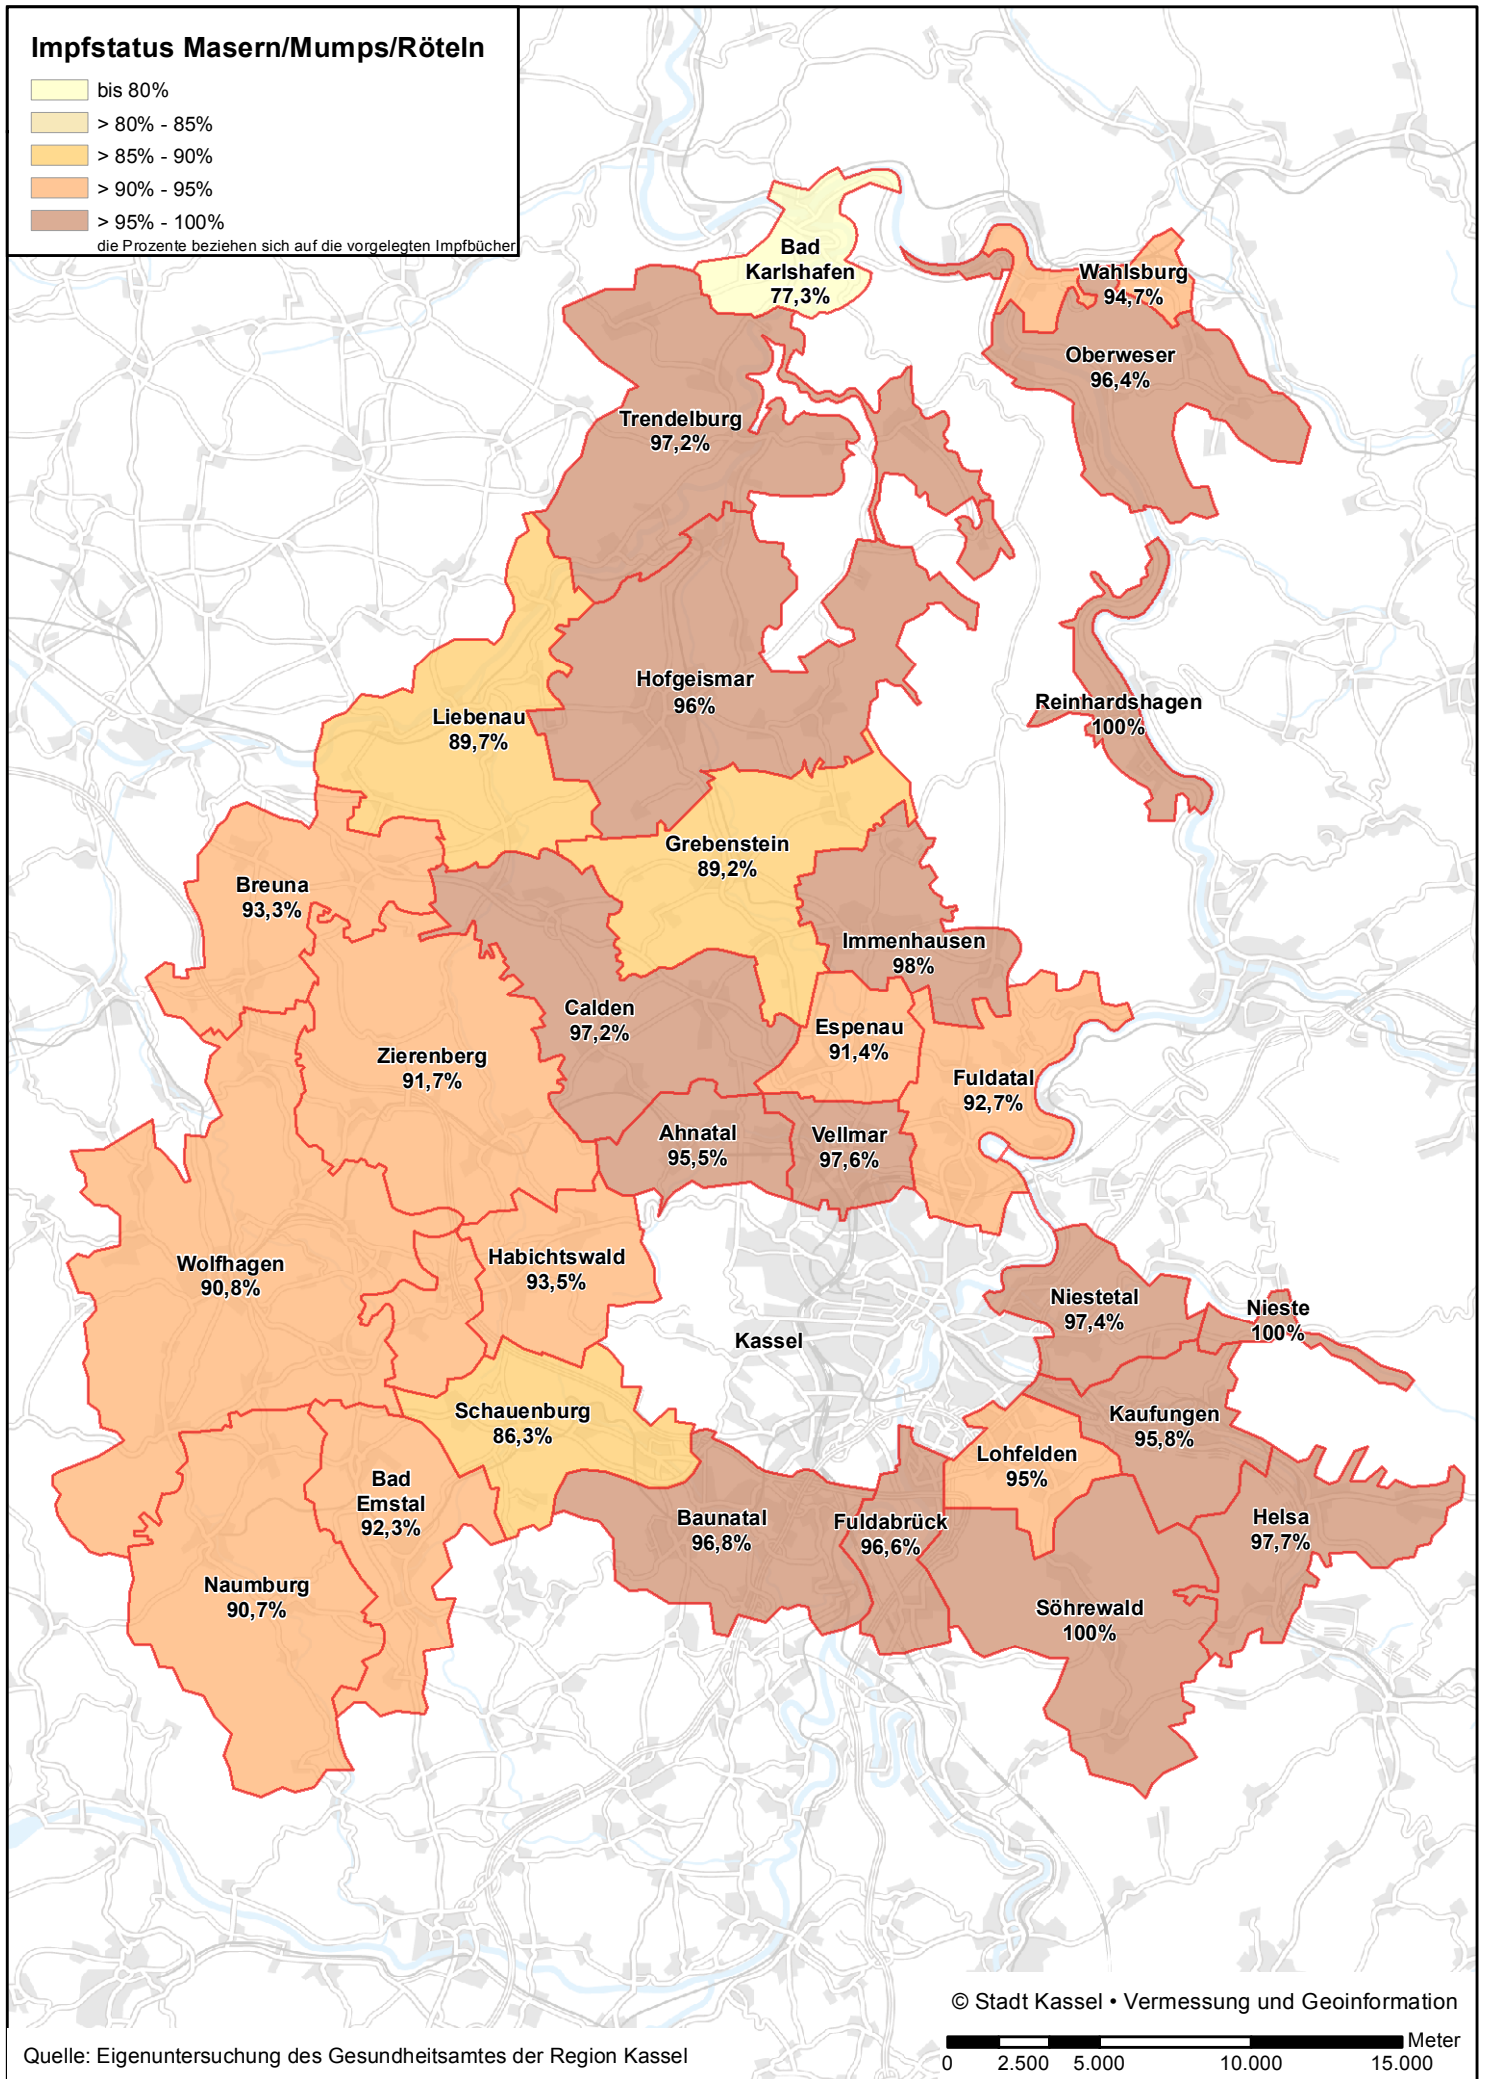 Impfstatus Masern/Mumps/Röteln
bis 80%
> 80% - 85%
> 85% - 90%
> 90% - 95%
> 95% - 100%
die Prozente beziehen sich auf die vorgelegten Impfbücher
Bad
Karlshafen
77,3%
Wahlsburg
94,7%
Oberweser
96,4%
Trendelburg
97,2%
Hofgeismar
96%
Reinhardshagen
100%
Liebenau
89,7%
Grebenstein
89,2%
Breuna
93,3%
Immenhausen
98%
Calden
97,2%
Espenau
91,4%
Zierenberg
91,7%
Fuldatal
92,7%
Ahnatal
95,5%
Vellmar
97,6%
Wolfhagen
90,8%
Habichtswald
93,5%
Niestetal
97,4%
Nieste
100%
Kassel
Schauenburg
86,3%
Kaufungen
95,8%
Lohfelden
95%
Bad
Emstal
92,3%
Baunatal
96,8%
Fuldabrück
96,6%
Helsa
97,7%
Naumburg
90,7%
Söhrewald
100%
© Stadt Kassel • Vermessung und Geoinformation
Quelle: Eigenuntersuchung des Gesundheitsamtes der Region Kassel
Meter
0 2.500 5.000 10.000 15.000